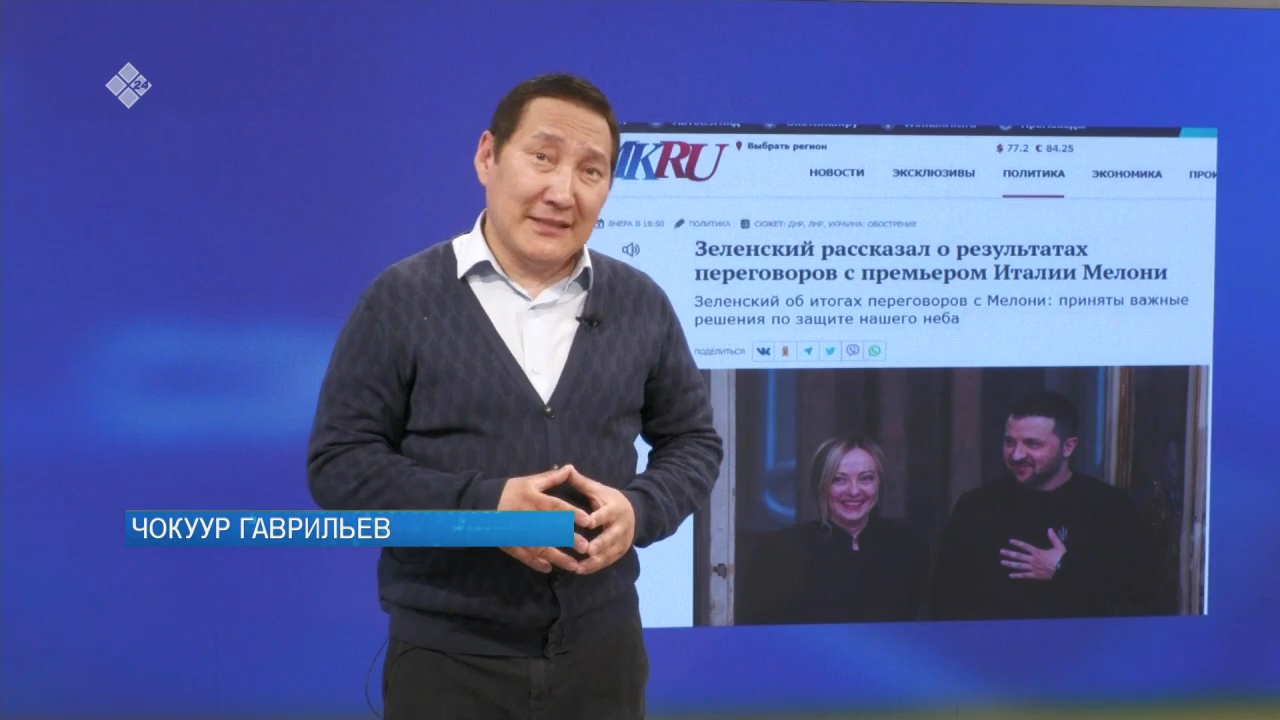 24
MKRU
Выбрать регион
$ 77.2 € 84.25
НОВОСТИ ЭКСКЛЮЗИВЫ ПОЛИТИКА ЭКОНОМИКА ПРОИ
ВЧЕРА В 18:50 ПОЛИТИКА СЮЖЕТ: ДНР, ЛНР, УКРАИНА: ОБОСТРЕНИЕ
Зеленский рассказал о результатах
переговоров с премьером Италии Мелони
Зеленский об итогах переговоров с Мелони: приняты важные
решения по защите нашего неба
ПОДЕЛИТЬСЯ
ЧОКУУР ГАВРИЛЬЕВ